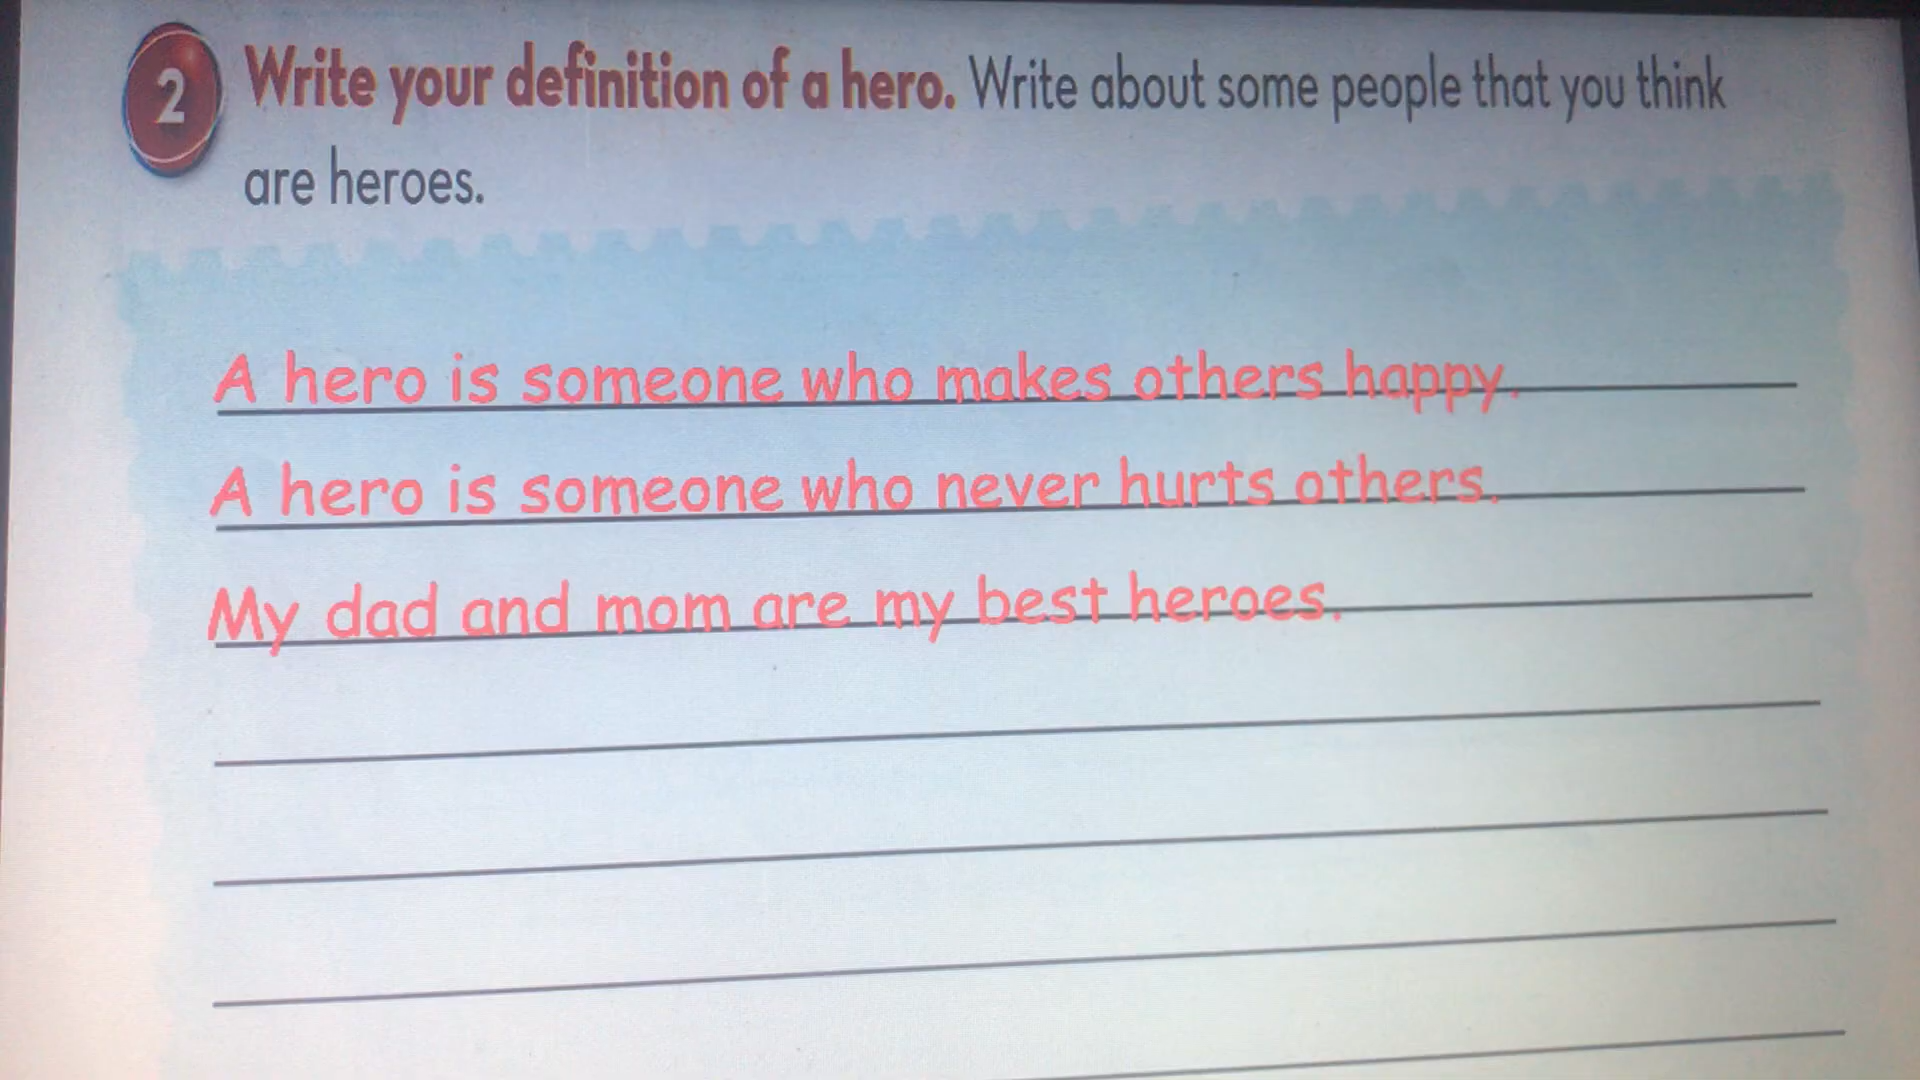 2 Write your definition of a hero. Write about some people that you think
are heroes.
A hero is someone who makes others happy.
A hero is someone who never hurts others.
My dad and mom are my best heroes.